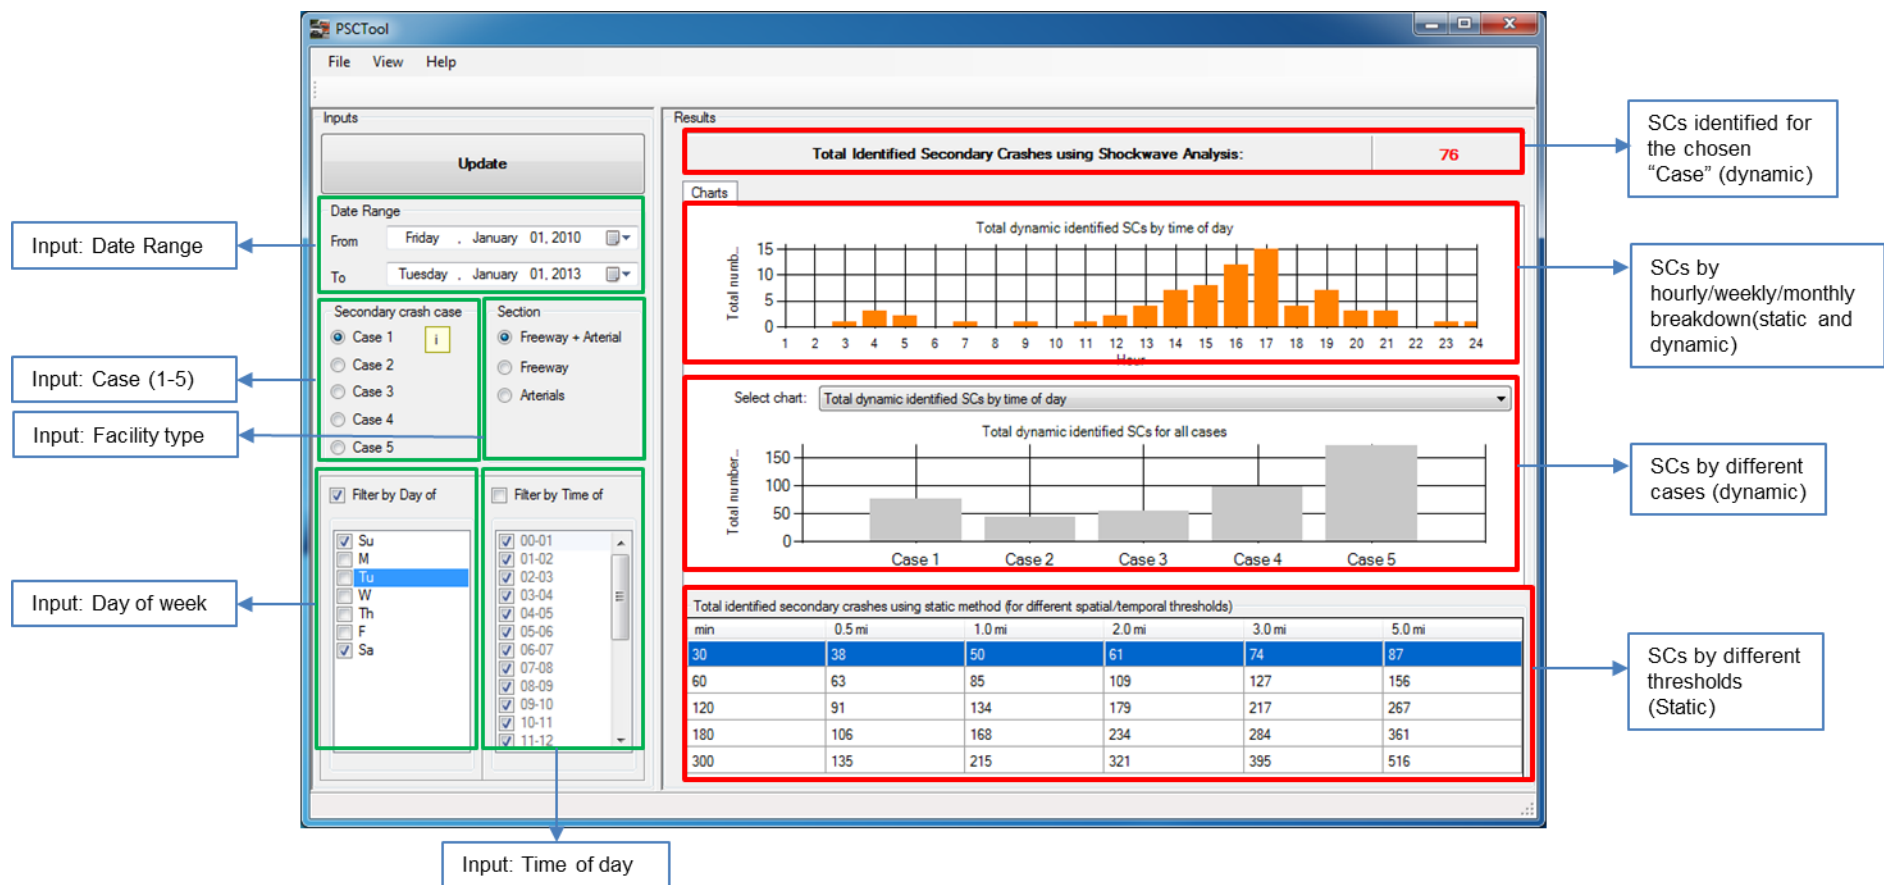 PSCTool
File View Help
Inputs
Update
Date Range
From Friday , January 01, 2010
To Tuesday , January 01, 2013
Secondary crash case
Case 1 i
Case 2
Case 3
Case 4
Case 5
Section
Freeway + Arterial
Freeway
Arterials
Filter by Day of
Su
M
Tu
W
Th
F
Sa
Filter by Time of
00-01
01-02
02-03
03-04
04-05
05-06
06-07
07-08
08-09
09-10
10-11
11-12
Results
Total Identified Secondary Crashes using Shockwave Analysis: 76
Charts
Total dynamic identified SCs by time of day
Total numb...
15
10
5
0
1 2 3 4 5 6 7 8 9 10 11 12 13 14 15 16 17 18 19 20 21 22 23 24
Hour
Select chart: Total dynamic identified SCs by time of day
Total dynamic identified SCs for all cases
Total number...
150
100
50
0
Case 1 Case 2 Case 3 Case 4 Case 5
Total identified secondary crashes using static method (for different spatial/temporal thresholds)
min 0.5 mi 1.0 mi 2.0 mi 3.0 mi 5.0 mi
30 38 50 61 74 87
60 63 85 109 127 156
120 91 134 179 217 267
180 106 168 234 284 361
300 135 215 321 395 516
Input: Date Range
Input: Case (1-5)
Input: Facility type
Input: Day of week
Input: Time of day
SCs identified for
the chosen
“Case” (dynamic)
SCs by
hourly/weekly/monthly
breakdown(static and
dynamic)
SCs by different
cases (dynamic)
SCs by different
thresholds
(Static)